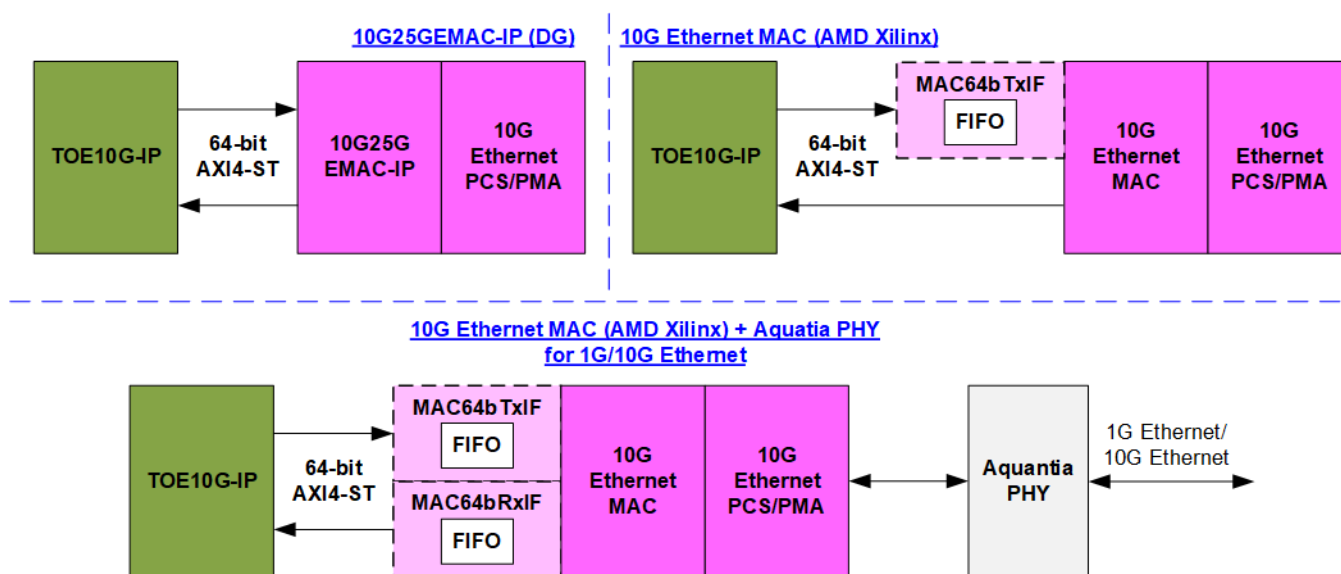 10G25GEMAC-IP (DG)
TOE10G-IP
64-bit
AXI4-ST
10G25G
EMAC-IP
10G
Ethernet
PCS/PMA
10G Ethernet MAC (AMD Xilinx)
TOE10G-IP
64-bit
AXI4-ST
MAC64bTxIF
FIFO
10G
Ethernet
MAC
10G
Ethernet
PCS/PMA
10G Ethernet MAC (AMD Xilinx) + Aquatia PHY
for 1G/10G Ethernet
TOE10G-IP
64-bit
AXI4-ST
MAC64bTxIF
FIFO
MAC64bRxIF
FIFO
10G
Ethernet
MAC
10G
Ethernet
PCS/PMA
Aquantia
PHY
1G Ethernet/
10G Ethernet